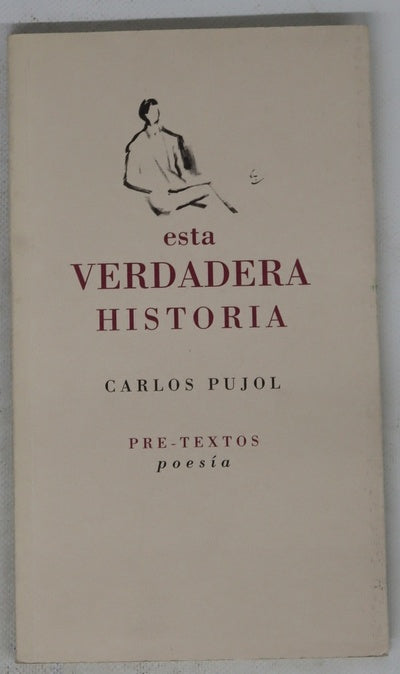 esta
VERDADERA
HISTORIA
CARLOS PUJOL
PRE-TEXTOS
poesía